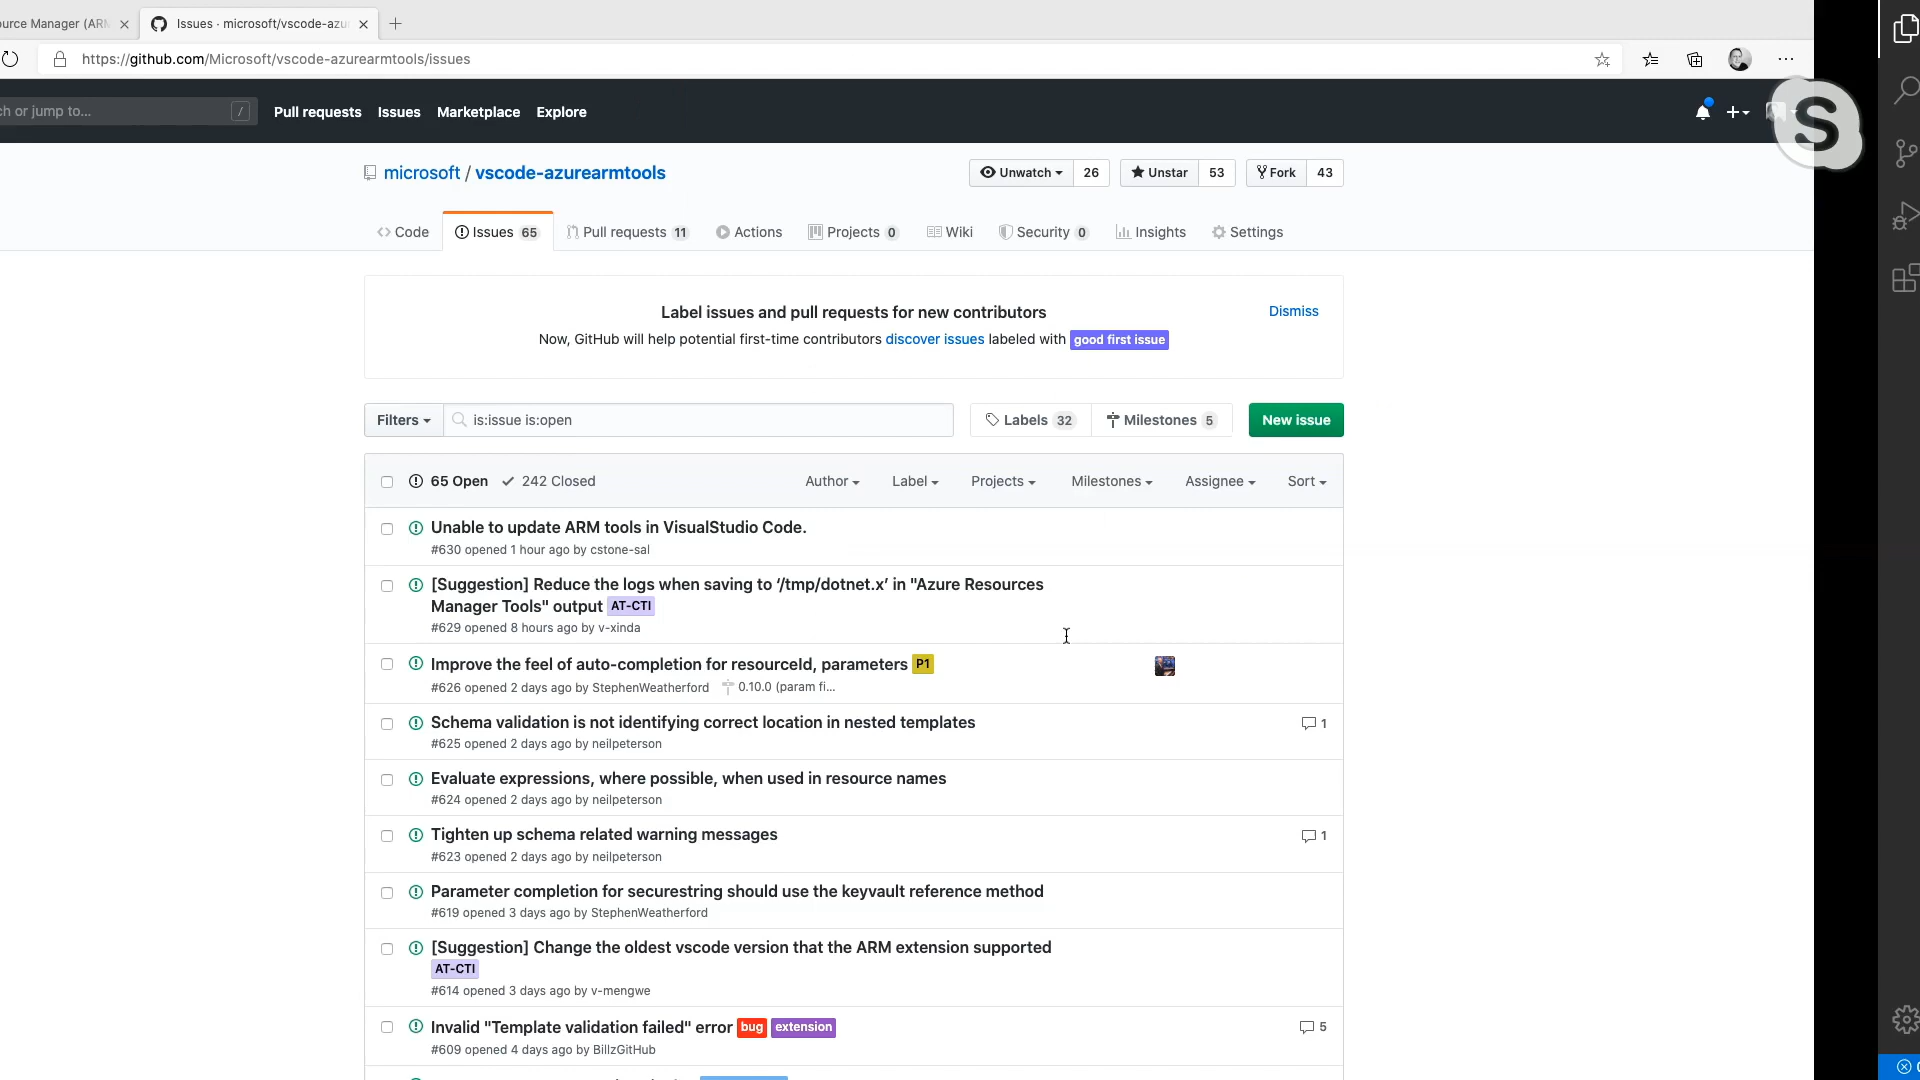 ource Manager (ARM
Issues · microsoft/vscode-azur
https://github.com/Microsoft/vscode-azurearmtools/issues
ch or jump to...
/
Pull requests
Issues
Marketplace
Explore
S
microsoft / vscode-azurearmtools
Unwatch 26
Unstar 53
Fork 43
Code
Issues 65
Pull requests 11
Actions
Projects 0
Wiki
Security 0
Insights
Settings
Label issues and pull requests for new contributors
Dismiss
Now, GitHub will help potential first-time contributors discover issues labeled with good first issue
Filters
is:issue is:open
Labels 32
Milestones 5
New issue
65 Open
242 Closed
Author
Label
Projects
Milestones
Assignee
Sort
Unable to update ARM tools in VisualStudio Code.
#630 opened 1 hour ago by cstone-sal
[Suggestion] Reduce the logs when saving to ‘/tmp/dotnet.x’ in "Azure Resources
Manager Tools" output AT-CTI
#629 opened 8 hours ago by v-xinda
Improve the feel of auto-completion for resourceId, parameters P1
#626 opened 2 days ago by StephenWeatherford 0.10.0 (param fi...
Schema validation is not identifying correct location in nested templates
1
#625 opened 2 days ago by neilpeterson
Evaluate expressions, where possible, when used in resource names
#624 opened 2 days ago by neilpeterson
Tighten up schema related warning messages
1
#623 opened 2 days ago by neilpeterson
Parameter completion for securestring should use the keyvault reference method
#619 opened 3 days ago by StephenWeatherford
[Suggestion] Change the oldest vscode version that the ARM extension supported
AT-CTI
#614 opened 3 days ago by v-mengwe
Invalid "Template validation failed" error bug extension
5
#609 opened 4 days ago by BillzGitHub